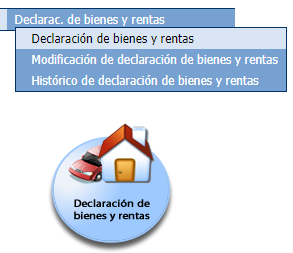 Declarac. de bienes y rentas
Declaración de bienes y rentas
Modificación de declaración de bienes y rentas
Histórico de declaración de bienes y rentas
Declaración de
bienes y rentas